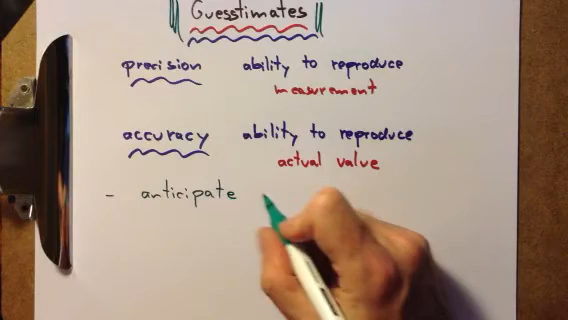 Guesstimates
precision ability to reproduce
measurement
accuracy ability to reproduce
actual value
- anticipate